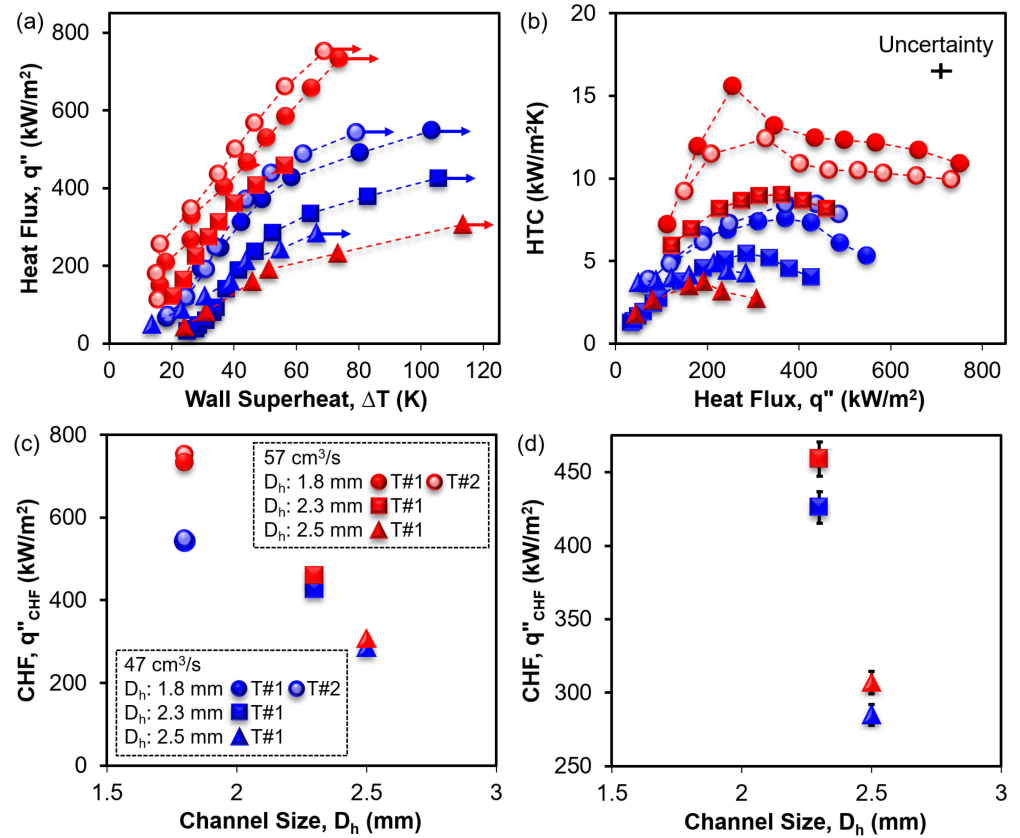 (a)
800
600
400
200
0
Heat Flux, q" (kW/m²)
0 20 40 60 80 100 120
Wall Superheat, ΔT (K)
(b)
20
15
10
5
0
HTC (kW/m²K)
Uncertainty
0 200 400 600 800
Heat Flux, q" (kW/m²)
(c)
800
600
400
200
0
CHF, q"CHF (kW/m²)
57 cm³/s
Dₕ: 1.8 mm T#1 T#2
Dₕ: 2.3 mm T#1
Dₕ: 2.5 mm T#1
47 cm³/s
Dₕ: 1.8 mm T#1 T#2
Dₕ: 2.3 mm T#1
Dₕ: 2.5 mm T#1
1.5 2 2.5 3
Channel Size, Dₕ (mm)
(d)
450
400
350
300
250
CHF, q"CHF (kW/m²)
1.5 2 2.5 3
Channel Size, Dₕ (mm)